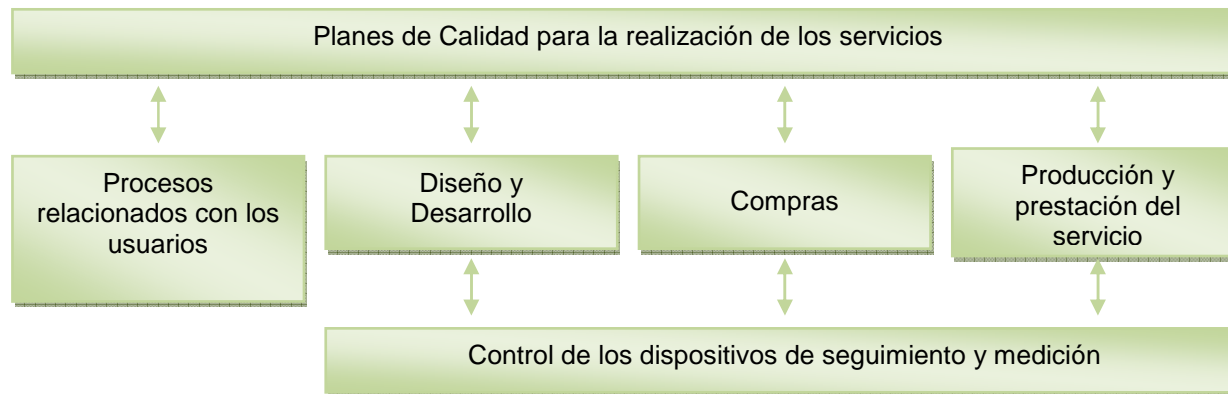 Planes de Calidad para la realización de los servicios
Procesos
relacionados con los
usuarios
Diseño y
Desarrollo
Compras
Producción y
prestación del
servicio
Control de los dispositivos de seguimiento y medición